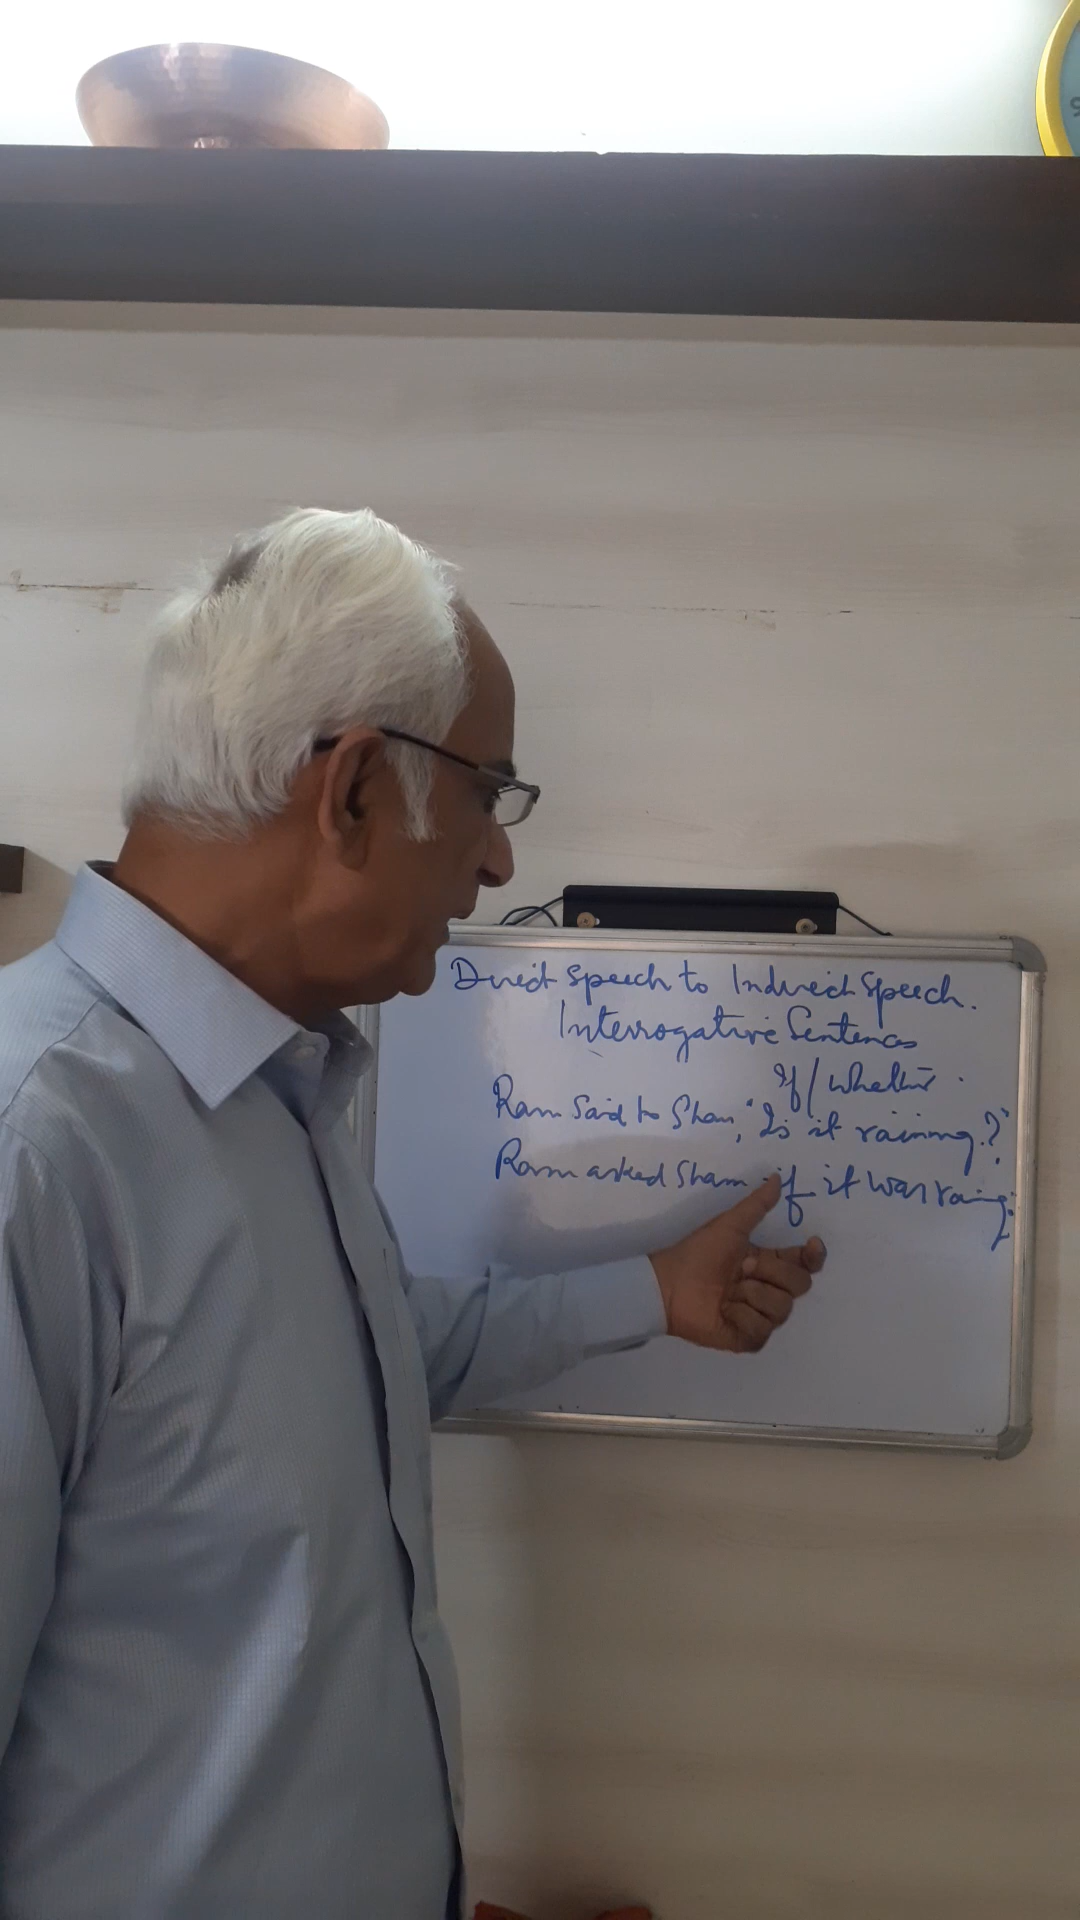 Direct Speech to Indirect Speech.
Interrogative Sentences
If/whether.
Ram said to Sham, "Is it raining?"
Ram asked Sham if it was raing.